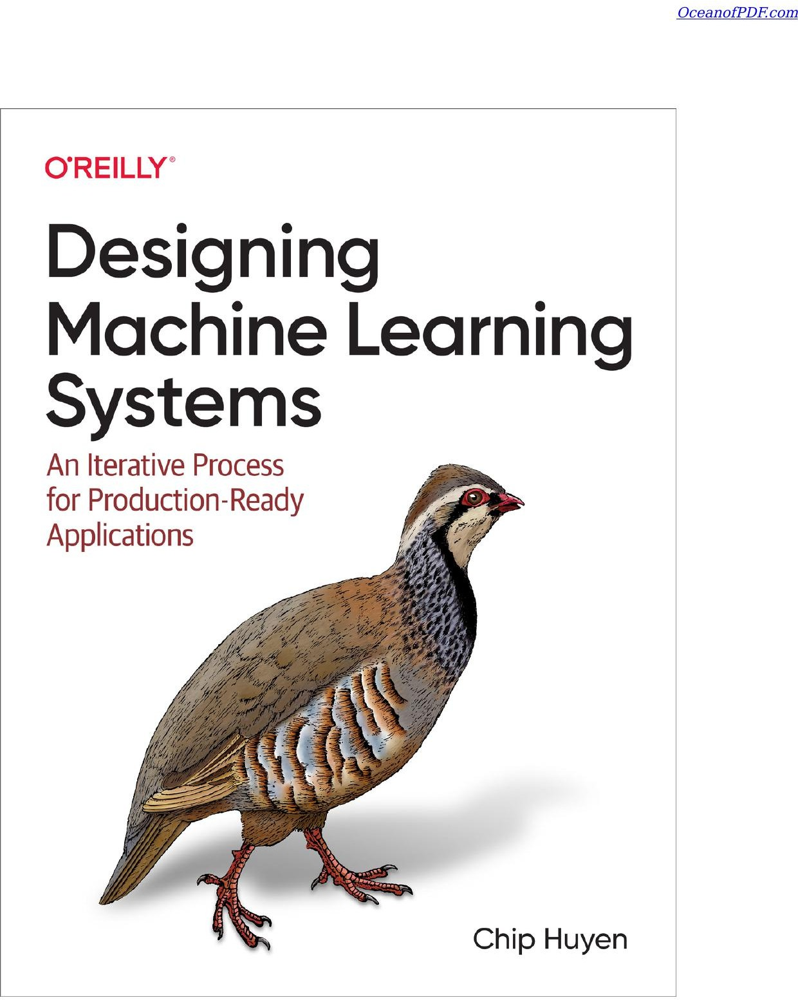 OceanofPDF.com
O'REILLY®
Designing
Machine Learning
Systems
An Iterative Process
for Production-Ready
Applications
Chip Huyen